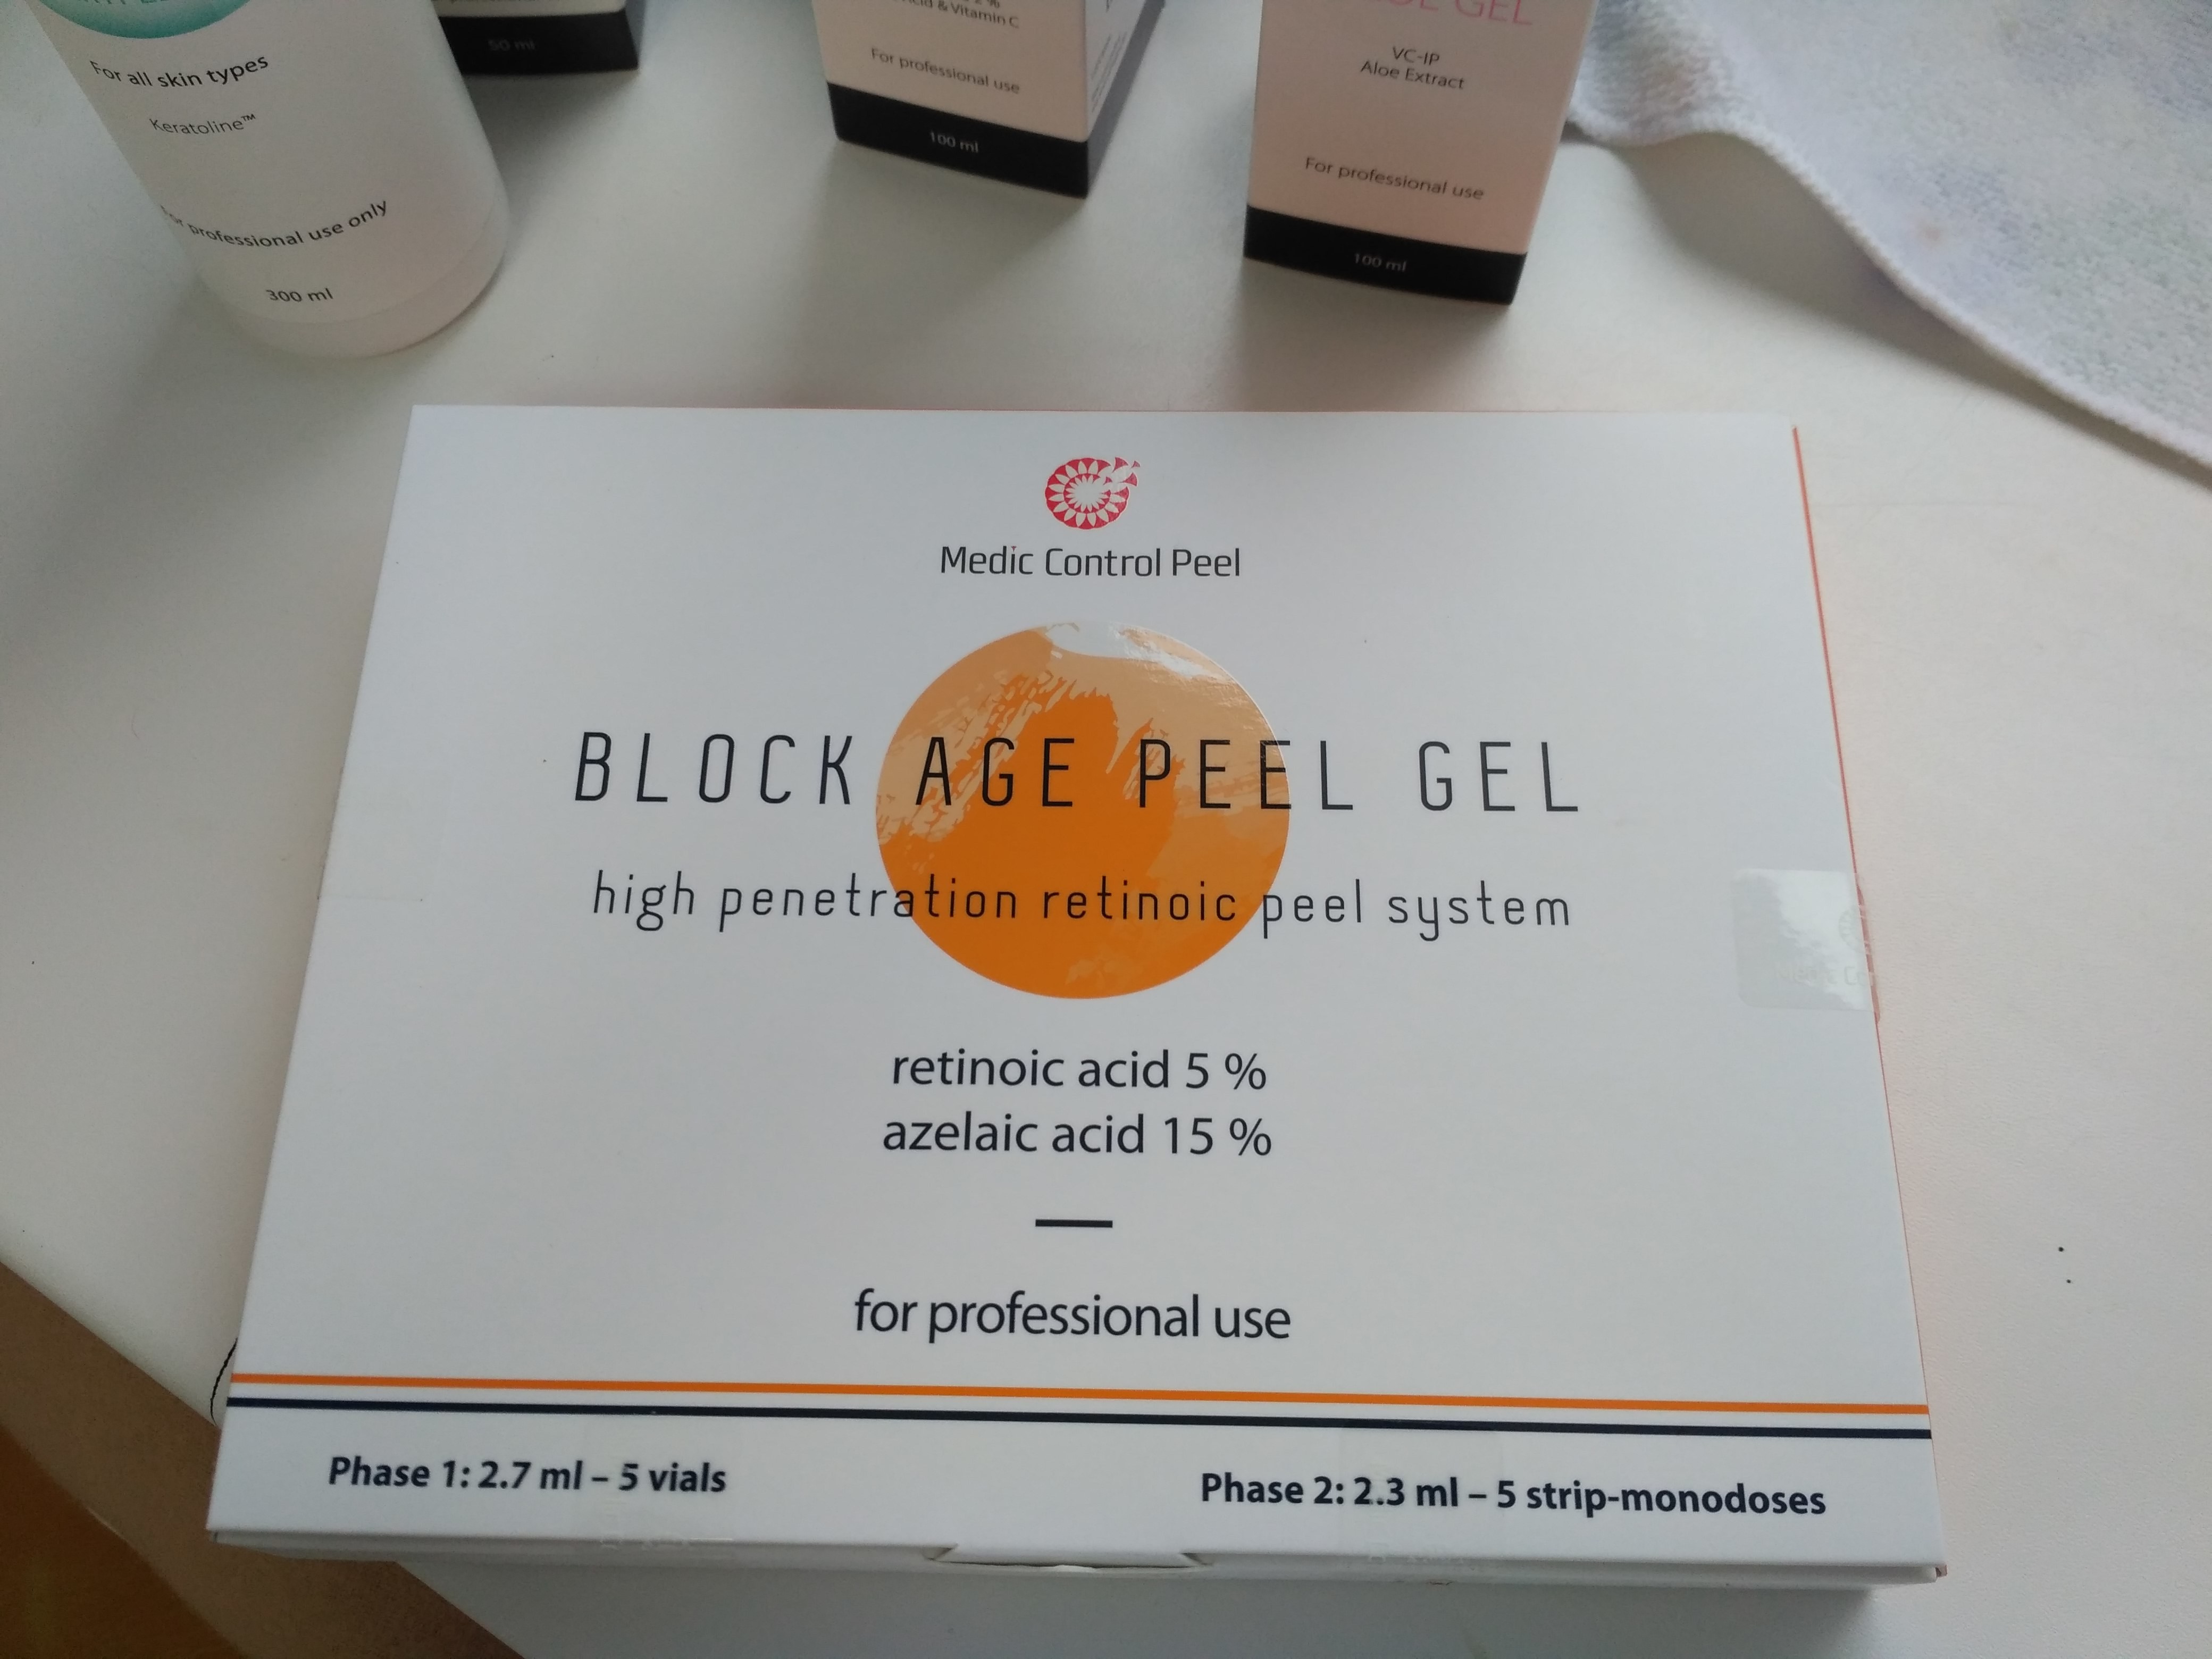 For all skin types
Keratoline™
professional use only
300 ml
50 ml
& Vitamin C
For professional use
100 ml
GEL
VC-IP
Aloe Extract
For professional use
100 ml
Medic Control Peel
BLOCK AGE PEEL GEL
high penetration retinoic peel system
retinoic acid 5 %
azelaic acid 15 %
for professional use
Phase 1: 2.7 ml – 5 vials
Phase 2: 2.3 ml – 5 strip-monodoses